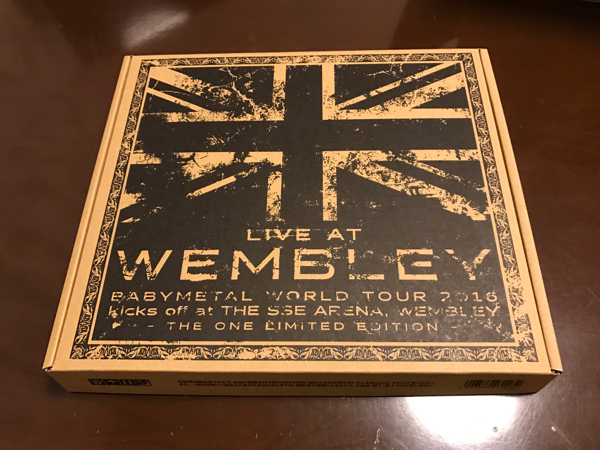 LIVE AT
WEMBLEY
BABYMETAL WORLD TOUR 2016
kicks off at THE SSE ARENA, WEMBLEY
- THE ONE LIMITED EDITION